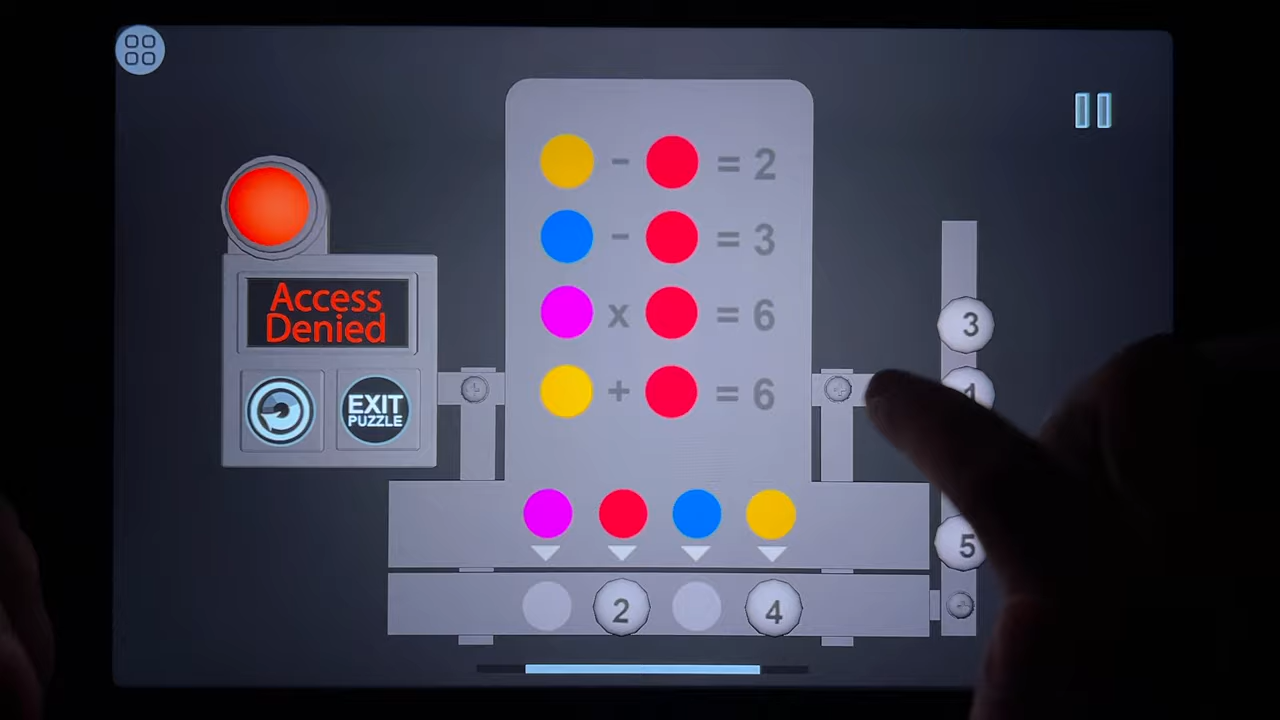 - = 2
- = 3
x = 6
+ = 6
Access
Denied
EXIT
PUZZLE
3
5
2
4